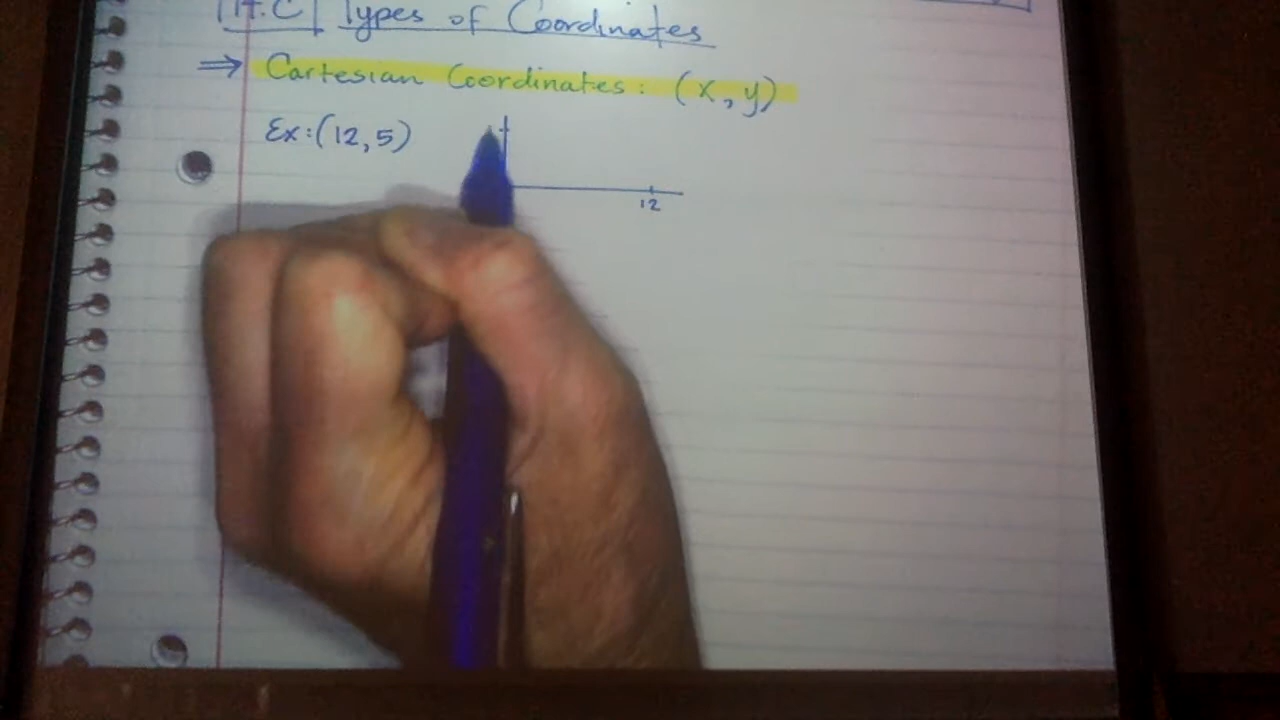 14.C Types of Coordinates
⇒ Cartesian Coordinates: (x, y)
Ex:(12,5)
12